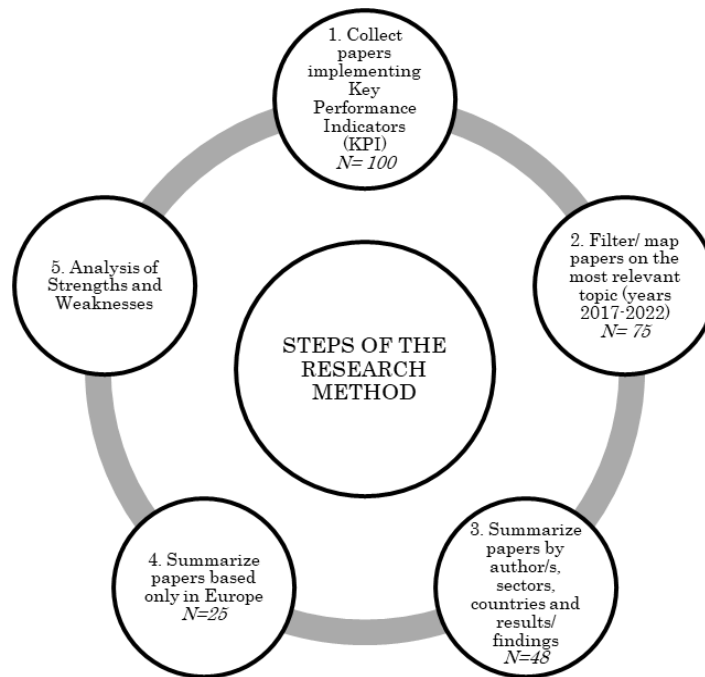 1. Collect
papers
implementing
Key
Performance
Indicators
(KPI)
N= 100
2. Filter/ map
papers on the
most relevant
topic (years
2017-2022)
N= 75
3. Summarize
papers by
author/s,
sectors,
countries and
results/
findings
N=48
4. Summarize
papers based
only in Europe
N=25
5. Analysis of
Strengths and
Weaknesses
STEPS OF THE
RESEARCH
METHOD